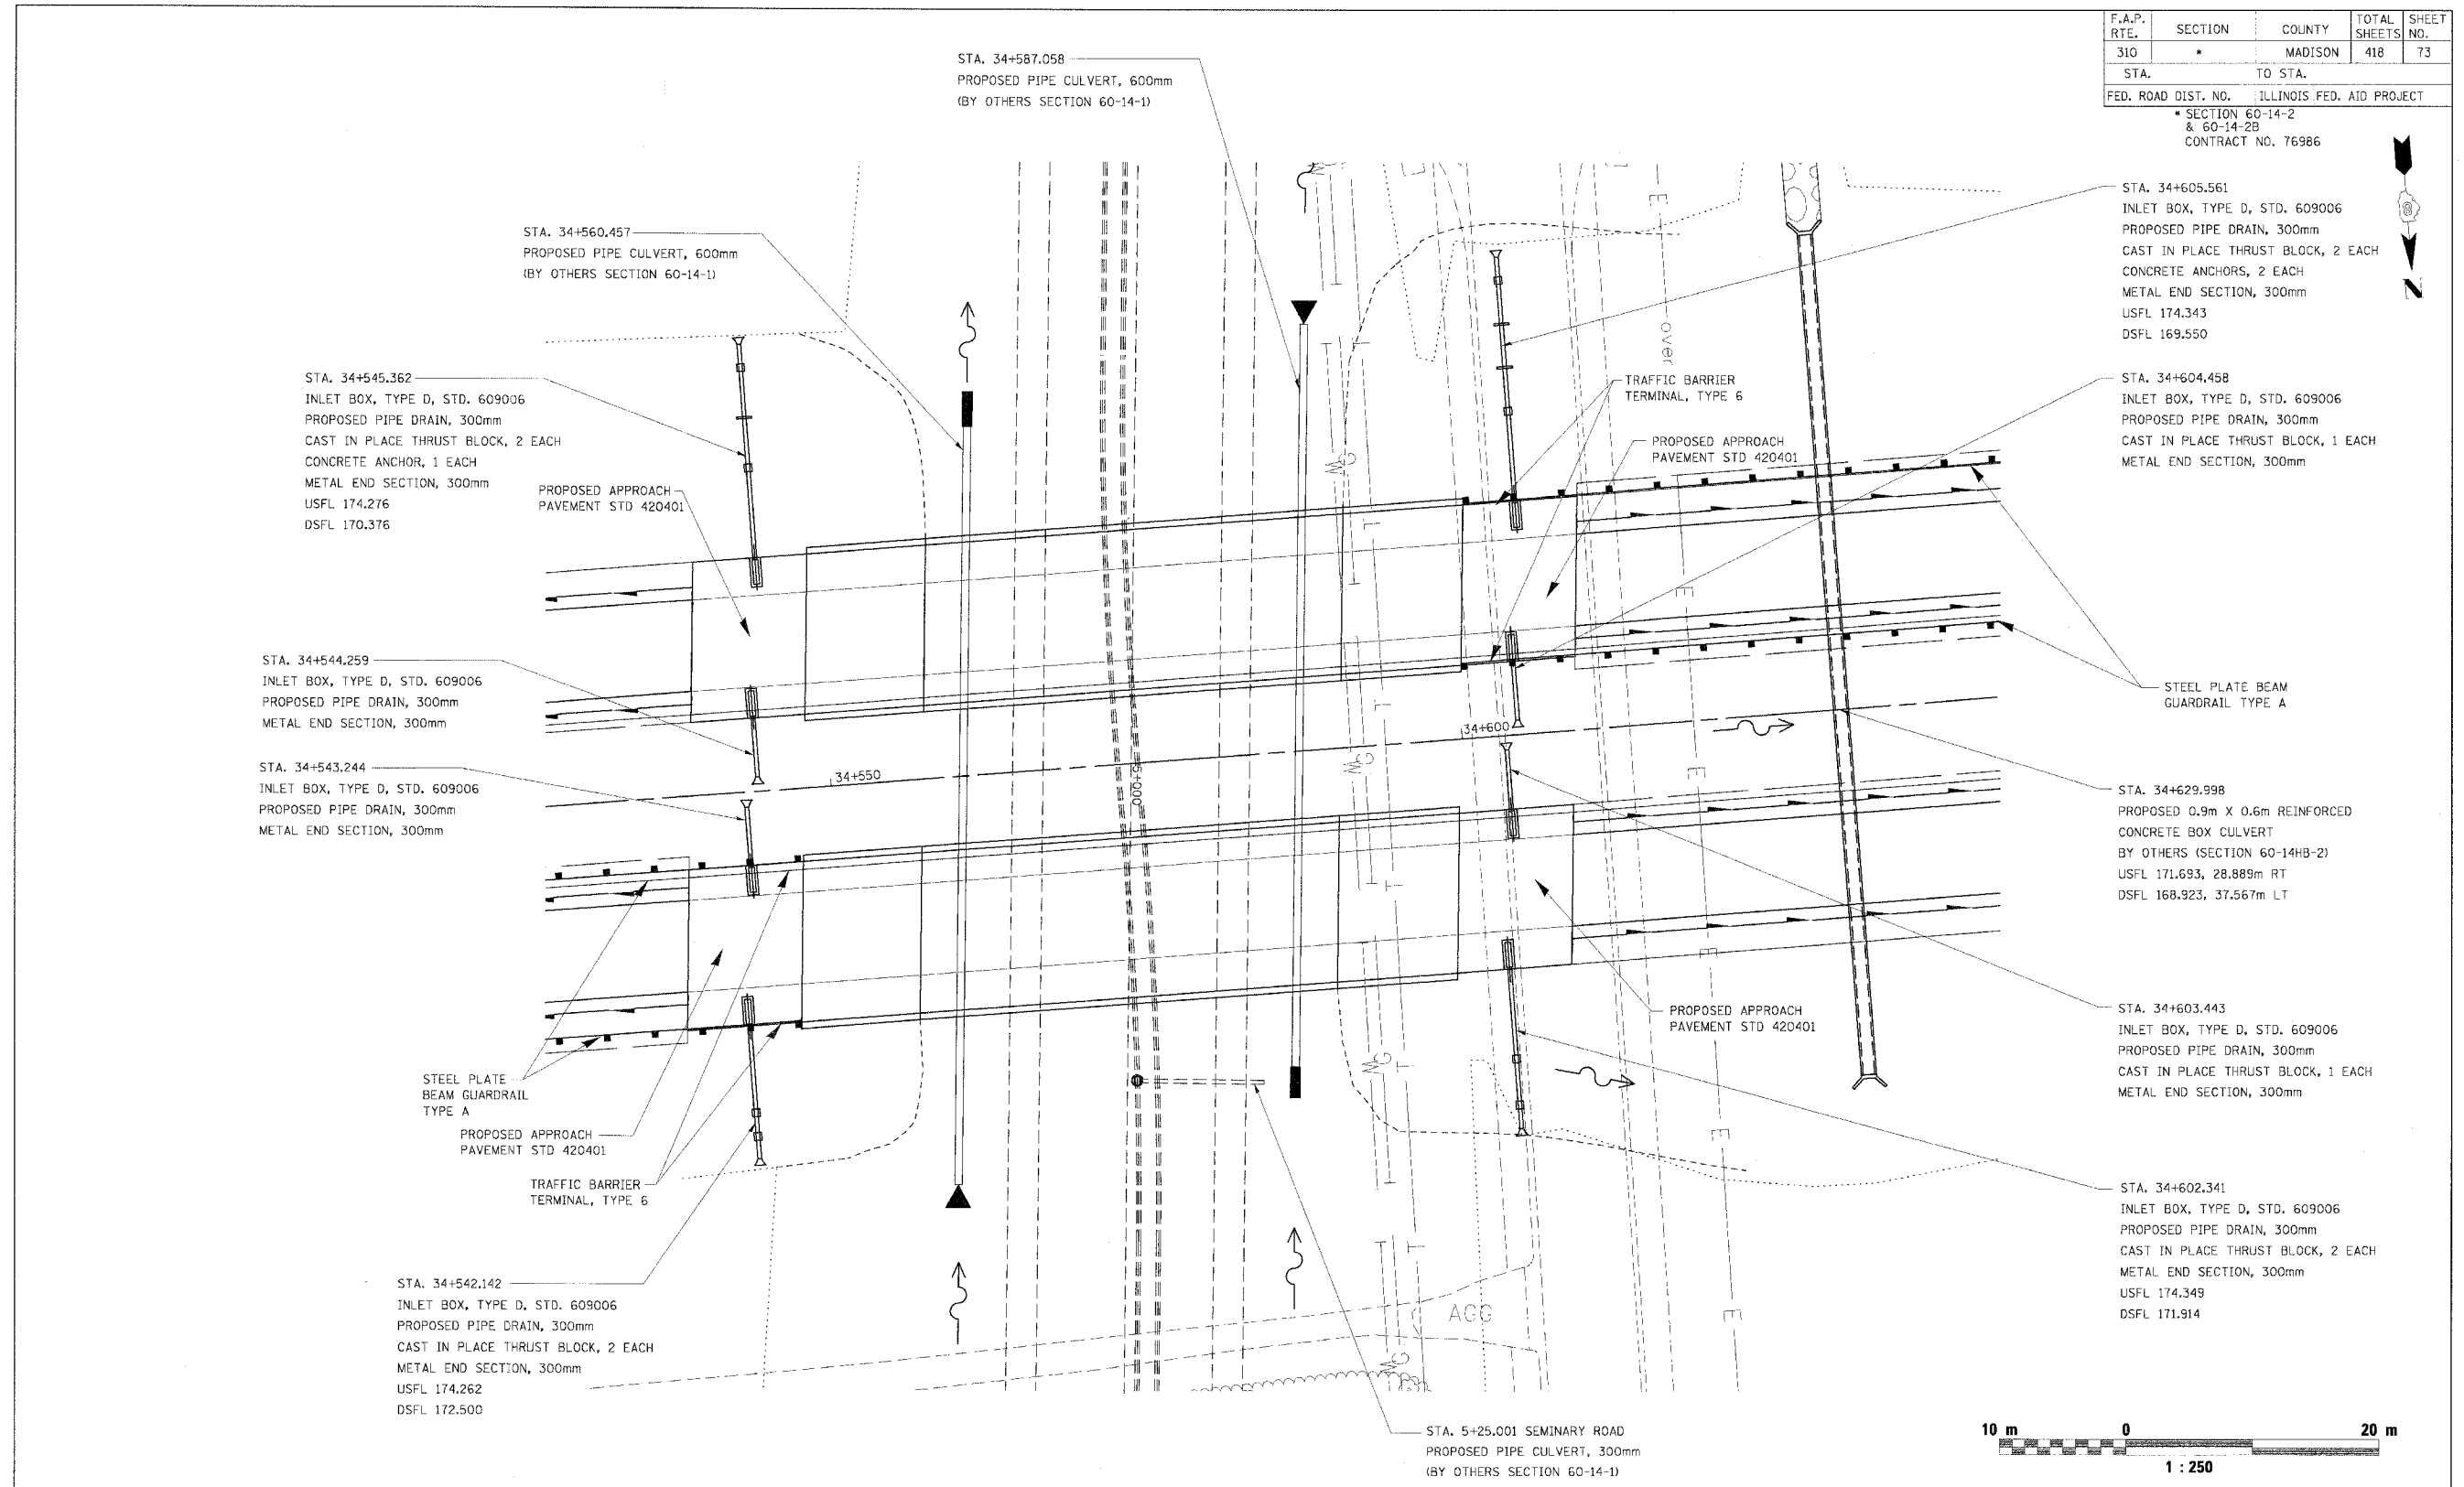 F.A.P. RTE. SECTION COUNTY TOTAL SHEETS SHEET NO.
310 * MADISON 418 73
STA. TO STA.
FED. ROAD DIST. NO. ILLINOIS FED. AID PROJECT
* SECTION 60-14-2
& 60-14-2B
CONTRACT NO. 76986
STA. 34+587.058
PROPOSED PIPE CULVERT, 600mm
(BY OTHERS SECTION 60-14-1)
STA. 34+560.457
PROPOSED PIPE CULVERT, 600mm
(BY OTHERS SECTION 60-14-1)
STA. 34+545.362
INLET BOX, TYPE D, STD. 609006
PROPOSED PIPE DRAIN, 300mm
CAST IN PLACE THRUST BLOCK, 2 EACH
CONCRETE ANCHOR, 1 EACH
METAL END SECTION, 300mm
USFL 174.276
DSFL 170.376
PROPOSED APPROACH
PAVEMENT STD 420401
STA. 34+544.259
INLET BOX, TYPE D, STD. 609006
PROPOSED PIPE DRAIN, 300mm
METAL END SECTION, 300mm
STA. 34+543.244
INLET BOX, TYPE D, STD. 609006
PROPOSED PIPE DRAIN, 300mm
METAL END SECTION, 300mm
STEEL PLATE
BEAM GUARDRAIL
TYPE A
PROPOSED APPROACH
PAVEMENT STD 420401
TRAFFIC BARRIER
TERMINAL, TYPE 6
STA. 34+542.142
INLET BOX, TYPE D, STD. 609006
PROPOSED PIPE DRAIN, 300mm
CAST IN PLACE THRUST BLOCK, 2 EACH
METAL END SECTION, 300mm
USFL 174.262
DSFL 172.500
34+550
5+000
34+600
over
AGG
TRAFFIC BARRIER
TERMINAL, TYPE 6
PROPOSED APPROACH
PAVEMENT STD 420401
PROPOSED APPROACH
PAVEMENT STD 420401
STA. 34+605.561
INLET BOX, TYPE D, STD. 609006
PROPOSED PIPE DRAIN, 300mm
CAST IN PLACE THRUST BLOCK, 2 EACH
CONCRETE ANCHORS, 2 EACH
METAL END SECTION, 300mm
USFL 174.343
DSFL 169.550
STA. 34+604.458
INLET BOX, TYPE D, STD. 609006
PROPOSED PIPE DRAIN, 300mm
CAST IN PLACE THRUST BLOCK, 1 EACH
METAL END SECTION, 300mm
STEEL PLATE BEAM
GUARDRAIL TYPE A
STA. 34+629.998
PROPOSED 0.9m X 0.6m REINFORCED
CONCRETE BOX CULVERT
BY OTHERS (SECTION 60-14HB-2)
USFL 171.693, 28.889m RT
DSFL 168.923, 37.567m LT
STA. 34+603.443
INLET BOX, TYPE D, STD. 609006
PROPOSED PIPE DRAIN, 300mm
CAST IN PLACE THRUST BLOCK, 1 EACH
METAL END SECTION, 300mm
STA. 34+602.341
INLET BOX, TYPE D, STD. 609006
PROPOSED PIPE DRAIN, 300mm
CAST IN PLACE THRUST BLOCK, 2 EACH
METAL END SECTION, 300mm
USFL 174.349
DSFL 171.914
STA. 5+25.001 SEMINARY ROAD
PROPOSED PIPE CULVERT, 300mm
(BY OTHERS SECTION 60-14-1)
10 m 0 20 m
1 : 250